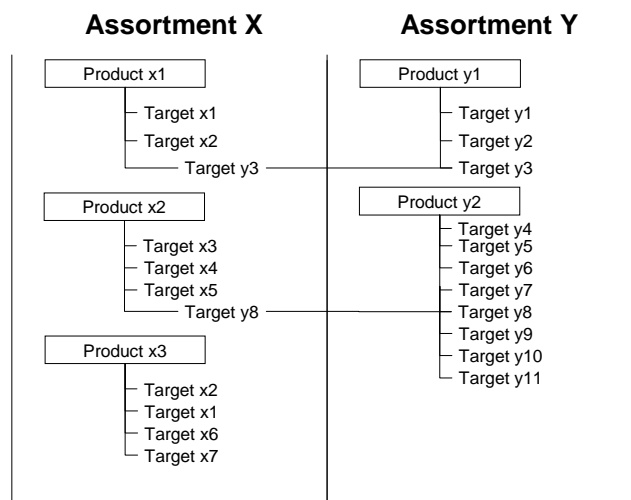 Assortment X
Product x1
Target x1
Target x2
Target y3
Product x2
Target x3
Target x4
Target x5
Target y8
Product x3
Target x2
Target x1
Target x6
Target x7
Assortment Y
Product y1
Target y1
Target y2
Target y3
Product y2
Target y4
Target y5
Target y6
Target y7
Target y8
Target y9
Target y10
Target y11